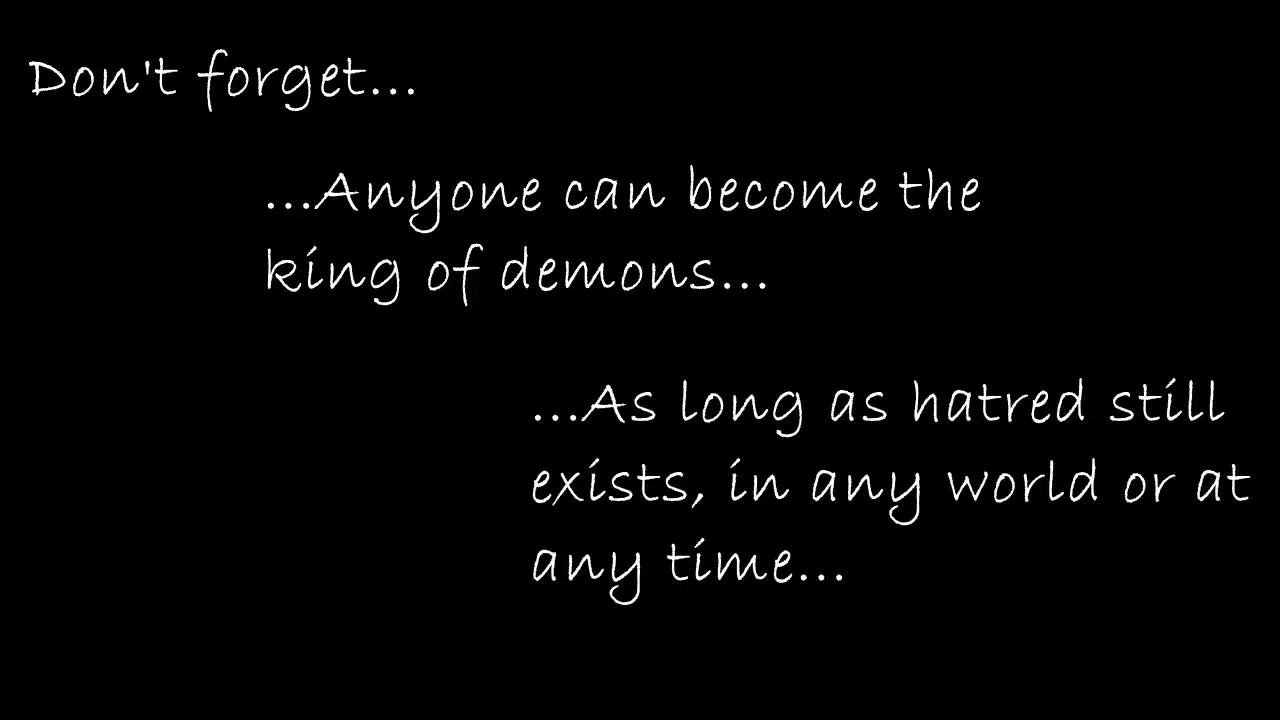 Don't forget...
...Anyone can become the
king of demons...
...As long as hatred still
exists, in any world or at
any time...